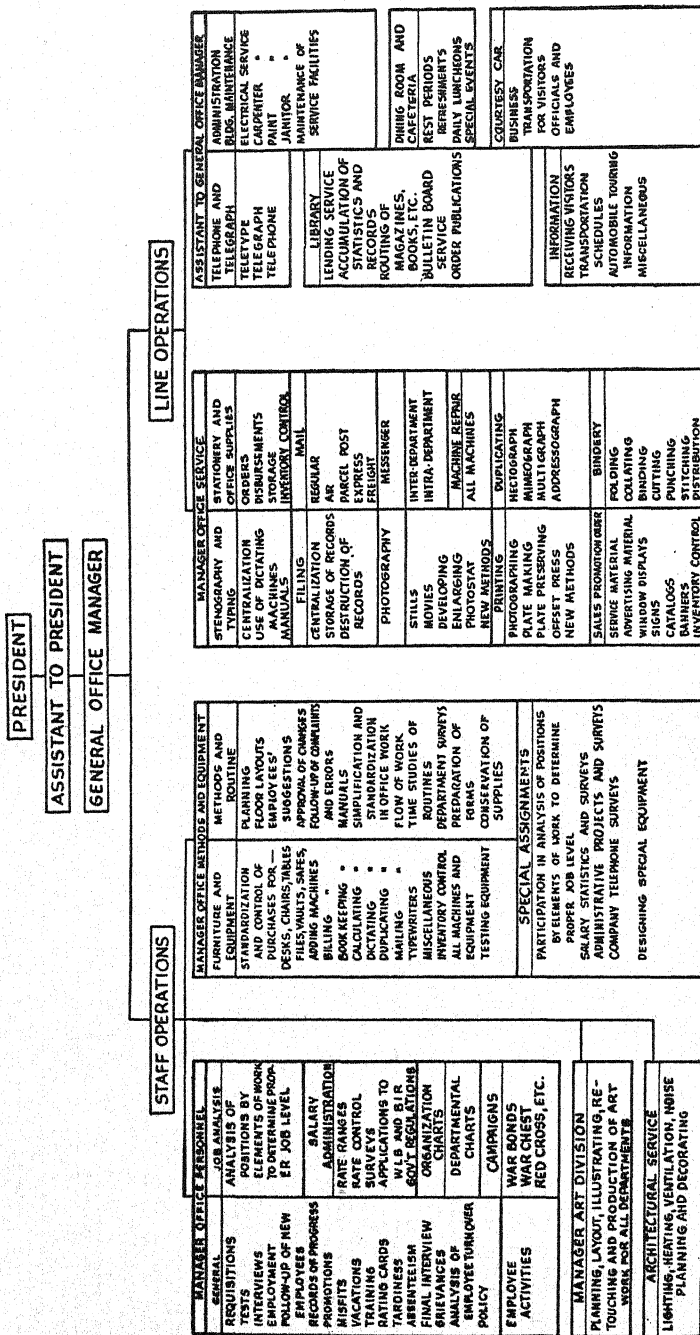 PRESIDENT
ASSISTANT TO PRESIDENT
GENERAL OFFICE MANAGER
STAFF OPERATIONS
LINE OPERATIONS
MANAGER OFFICE PERSONNEL
GENERAL
REQUISITIONS
TESTS
INTERVIEWS
EMPLOYMENT
FOLLOW-UP OF NEW
EMPLOYEES
RECORDS OF PROGRESS
PROMOTIONS
MISFITS
VACATIONS
TRAINING
RATING CARDS
TARDINESS
ABSENTEEISM
FINAL INTERVIEW
GRIEVANCES
ANALYSIS OF
EMPLOYEE TURNOVER
POLICY
EMPLOYEE
ACTIVITIES
JOB ANALYSIS
ANALYSIS OF
POSITIONS BY
ELEMENTS OF WORK
TO DETERMINE PROP-
ER JOB LEVEL
SALARY
ADMINISTRATION
RATE RANGES
RATE CONTROL
SURVEYS
APPLICATIONS TO
WLB AND BIR
GOV'T REGULATIONS
ORGANIZATION
CHARTS
DEPARTMENTAL
CHARTS
CAMPAIGNS
WAR BONDS
WAR CHEST
RED CROSS, ETC.
MANAGER ART DIVISION
PLANNING, LAYOUT, ILLUSTRATING, RE-
TOUCHING AND PRODUCTION OF ART
WORK FOR ALL DEPARTMENTS
ARCHITECTURAL SERVICE
LIGHTING, HEATING, VENTILATION, NOISE
PLANNING AND DECORATING
MANAGER OFFICE METHODS AND EQUIPMENT
FURNITURE AND
EQUIPMENT
STANDARDIZATION
AND CONTROL OF
PURCHASES FOR—
DESKS, CHAIRS, TABLES
FILES, VAULTS, SAFES,
ADDING MACHINES
BILLING "
BOOKKEEPING "
CALCULATING "
DICTATING "
DUPLICATING "
MAILING "
TYPEWRITERS
MISCELLANEOUS
INVENTORY CONTROL
ALL MACHINES AND
EQUIPMENT
TESTING EQUIPMENT
METHODS AND
ROUTINE
PLANNING
FLOOR LAYOUTS
EMPLOYEES'
SUGGESTIONS
APPROVAL OF CHANGES
FOLLOW-UP OF COMPLAINTS
AND ERRORS
MANUALS
SIMPLIFICATION AND
STANDARDIZATION
IN OFFICE WORK
FLOW OF WORK
TIME STUDIES OF
ROUTINES
DEPARTMENT SURVEYS
PREPARATION OF
FORMS
CONSERVATION OF
SUPPLIES
SPECIAL ASSIGNMENTS
PARTICIPATION IN ANALYSIS OF POSITIONS
BY ELEMENTS OF WORK TO DETERMINE
PROPER JOB LEVEL
SALARY STATISTICS AND SURVEYS
ADMINISTRATIVE PROJECTS AND SURVEYS
COMPANY TELEPHONE SURVEYS
DESIGNING SPECIAL EQUIPMENT
MANAGER OFFICE SERVICE
STENOGRAPHY AND
TYPING
CENTRALIZATION
USE OF DICTATING
MACHINES
MANUALS
FILING
CENTRALIZATION
STORAGE OF RECORDS
DESTRUCTION OF
RECORDS
PHOTOGRAPHY
STILLS
MOVIES
DEVELOPING
ENLARGING
PHOTOSTAT
NEW METHODS
PRINTING
PHOTOGRAPHING
PLATE MAKING
PLATE PRESERVING
OFFSET PRESS
NEW METHODS
SALES PROMOTION ORDER
SERVICE MATERIAL
ADVERTISING MATERIAL
WINDOW DISPLAYS
SIGNS
CATALOGS
BANNERS
INVENTORY CONTROL
STATIONERY AND
OFFICE SUPPLIES
ORDERS
DISBURSEMENTS
STORAGE
INVENTORY CONTROL
MAIL
REGULAR
AIR
PARCEL POST
EXPRESS
FREIGHT
MESSENGER
INTER-DEPARTMENT
INTRA-DEPARTMENT
MACHINE REPAIR
ALL MACHINES
DUPLICATING
HECTOGRAPH
MIMEOGRAPH
MULTIGRAPH
ADDRESSOGRAPH
BINDERY
FOLDING
COLLATING
BINDING
CUTTING
PUNCHING
STITCHING
DISTRIBUTION
ASSISTANT TO GENERAL OFFICE MANAGER
TELEPHONE AND
TELEGRAPH
TELETYPE
TELEGRAPH
TELEPHONE
LIBRARY
LENDING SERVICE
ACCUMULATION OF
STATISTICS AND
RECORDS
ROUTING OF
MAGAZINES,
BOOKS, ETC.
BULLETIN BOARD
SERVICE
ORDER PUBLICATIONS
INFORMATION
RECEIVING VISITORS
TRANSPORTATION
SCHEDULES
AUTOMOBILE TOURING
INFORMATION
MISCELLANEOUS
ADMINISTRATION
BLDG. MAINTENANCE
ELECTRICAL SERVICE
CARPENTER "
PAINT "
JANITOR "
MAINTENANCE OF
SERVICE FACILITIES
DINING ROOM AND
CAFETERIA
REST PERIODS
REFRESHMENTS
DAILY LUNCHEONS
SPECIAL EVENTS
COURTESY CAR
BUSINESS
TRANSPORTATION
FOR VISITORS
OFFICIALS AND
EMPLOYEES